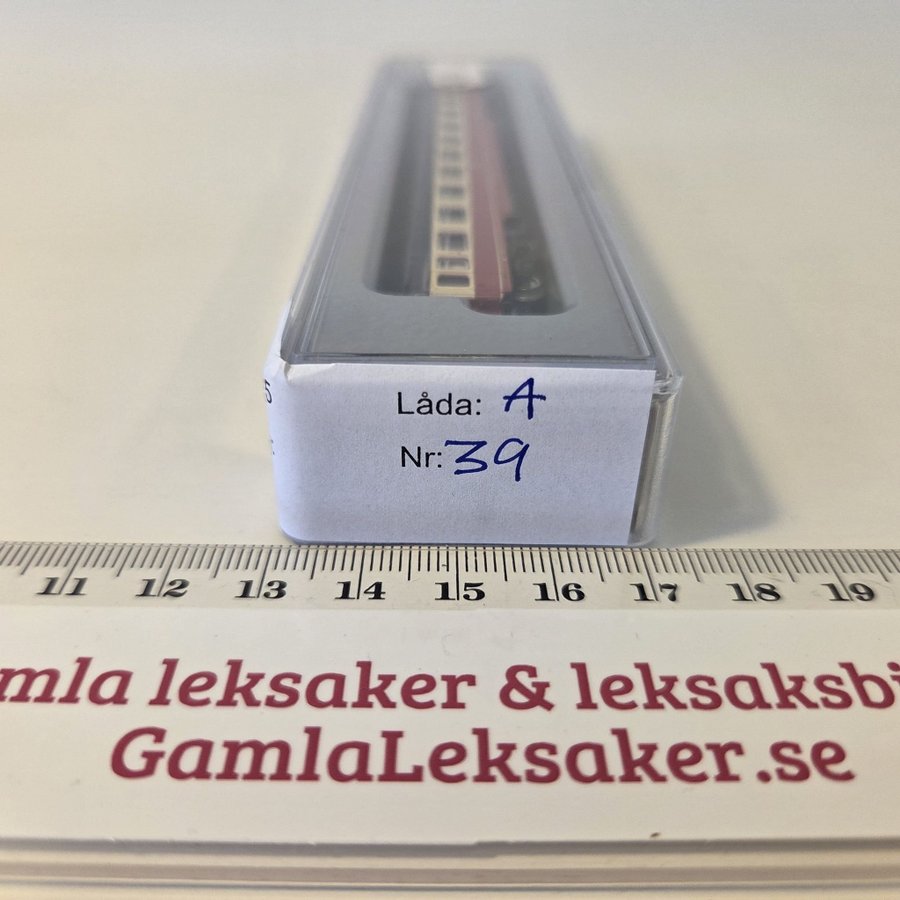 Låda: A
Nr: 39
11 12 13 14 15 16 17 18 19
mla leksaker & leksaksbi
GamlaLeksaker.se